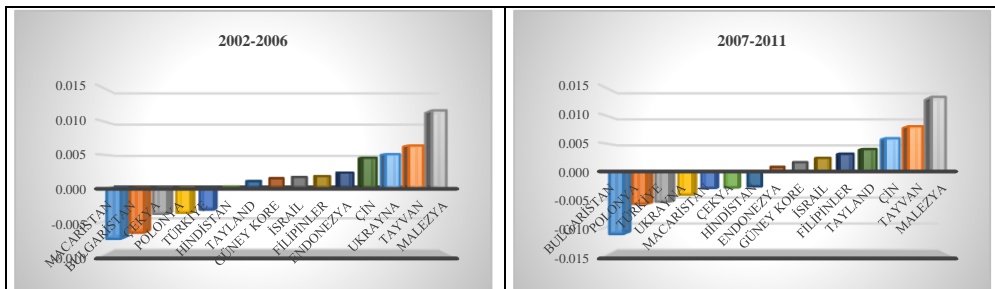 2002-2006
0.015
0.010
0.005
0.000
-0.005
-0.010
MACARİSTAN
BULGARİSTAN
ÇEKYA
POLONYA
TÜRKİYE
HİNDİSTAN
TAYLAND
GÜNEY KORE
İSRAİL
FİLİPİNLER
ENDONEZYA
ÇİN
UKRAYNA
TAYVAN
MALEZYA
2007-2011
0.015
0.010
0.005
0.000
-0.005
-0.010
-0.015
BULGARİSTAN
POLONYA
TÜRKİYE
UKRAYNA
MACARİSTAN
ÇEKYA
HİNDİSTAN
ENDONEZYA
GÜNEY KORE
İSRAİL
FİLİPİNLER
TAYLAND
ÇİN
TAYVAN
MALEZYA